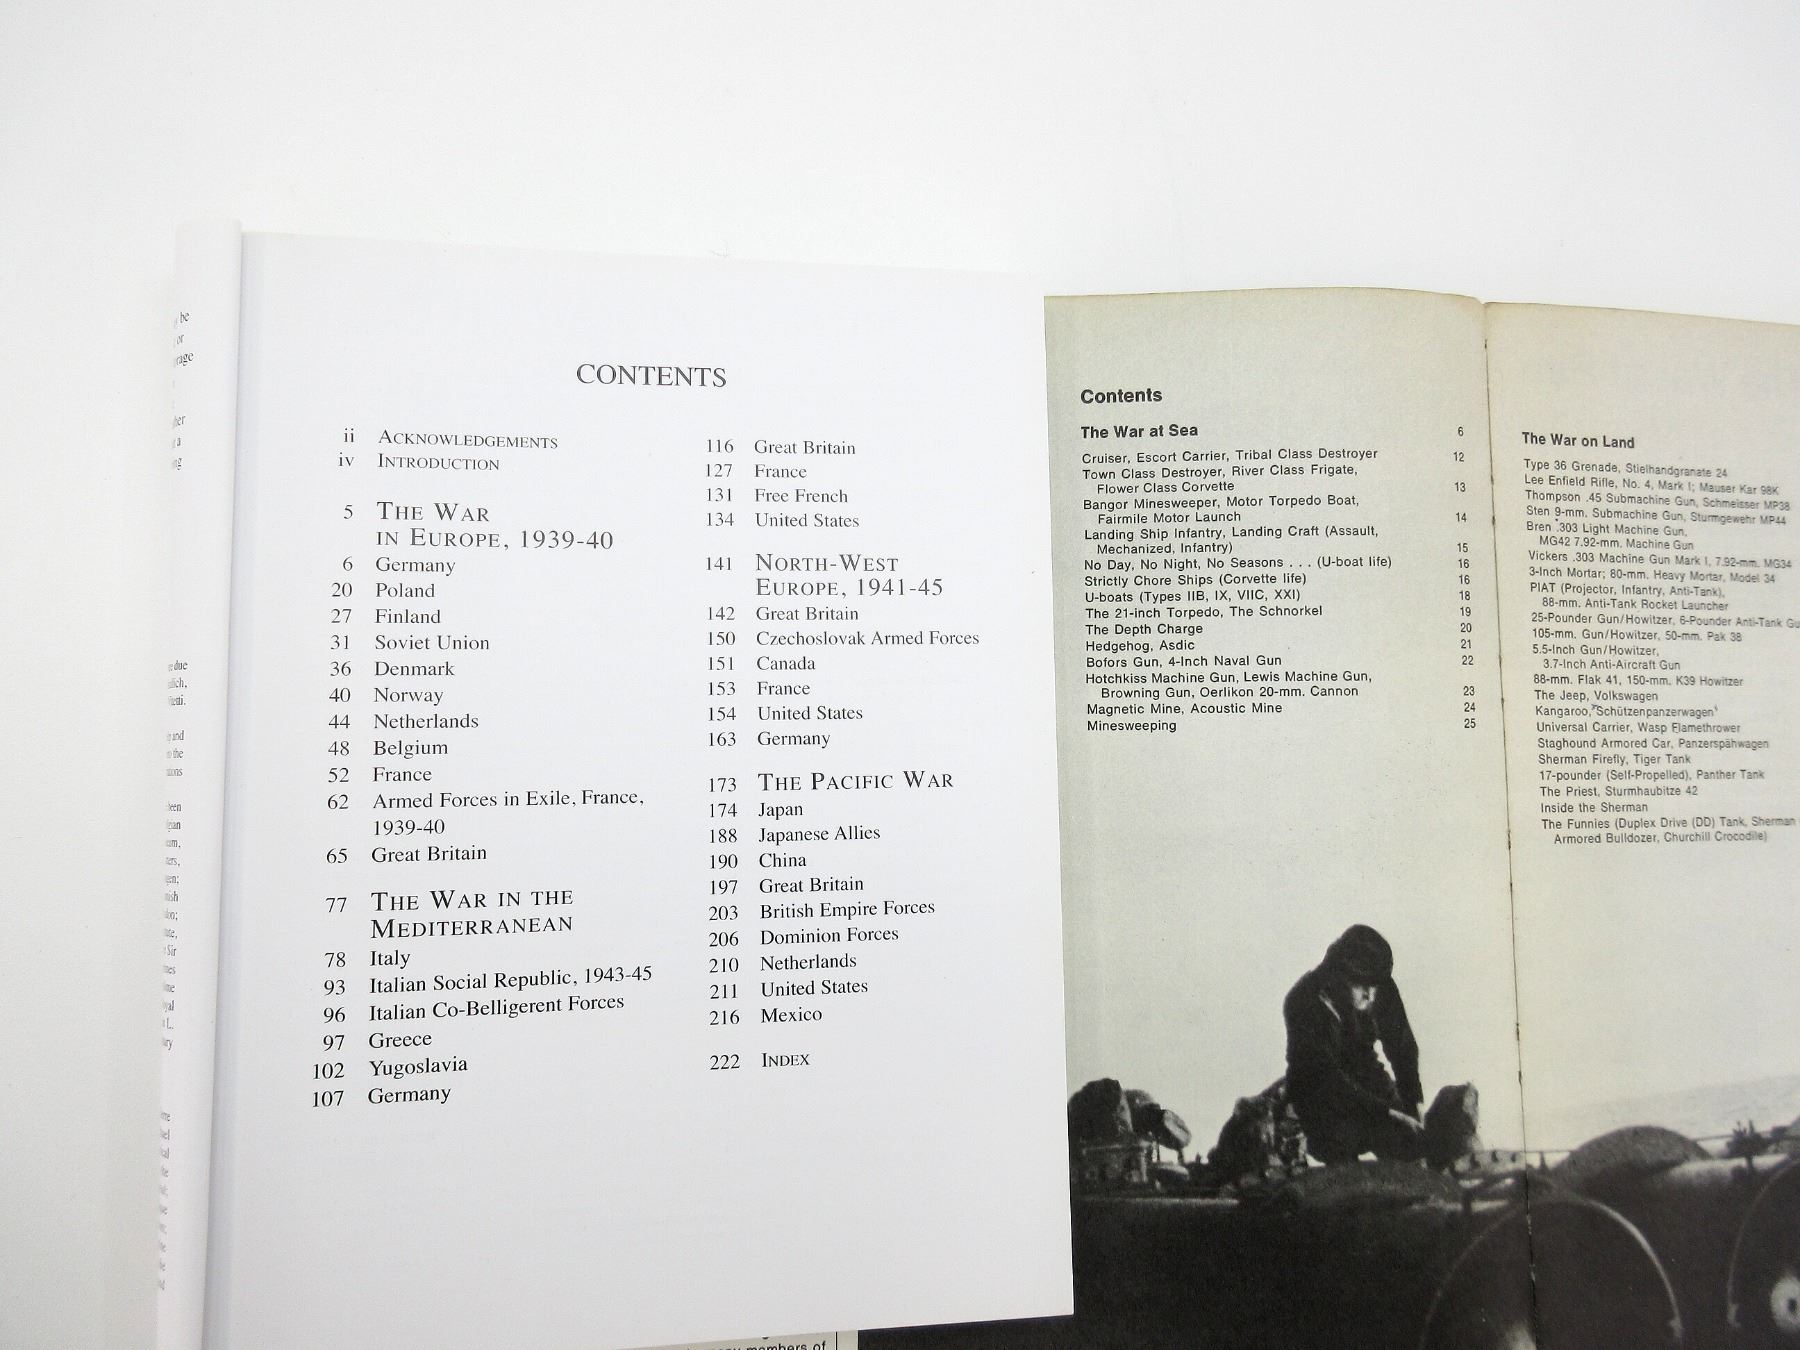 CONTENTS
ii ACKNOWLEDGEMENTS
iv INTRODUCTION
5 THE WAR
IN EUROPE, 1939-40
6 Germany
20 Poland
27 Finland
31 Soviet Union
36 Denmark
40 Norway
44 Netherlands
48 Belgium
52 France
62 Armed Forces in Exile, France,
1939-40
65 Great Britain
77 THE WAR IN THE
MEDITERRANEAN
78 Italy
93 Italian Social Republic, 1943-45
96 Italian Co-Belligerent Forces
97 Greece
102 Yugoslavia
107 Germany
116 Great Britain
127 France
131 Free French
134 United States
141 NORTH-WEST
EUROPE, 1941-45
142 Great Britain
150 Czechoslovak Armed Forces
151 Canada
153 France
154 United States
163 Germany
173 THE PACIFIC WAR
174 Japan
188 Japanese Allies
190 China
197 Great Britain
203 British Empire Forces
206 Dominion Forces
210 Netherlands
211 United States
216 Mexico
222 INDEX
Contents
The War at Sea 6
Cruiser, Escort Carrier, Tribal Class Destroyer 12
Town Class Destroyer, River Class Frigate,
Flower Class Corvette 13
Bangor Minesweeper, Motor Torpedo Boat,
Fairmile Motor Launch 14
Landing Ship Infantry, Landing Craft (Assault,
Mechanized, Infantry) 15
No Day, No Night, No Seasons . . . (U-boat life) 16
Strictly Chore Ships (Corvette life) 16
U-boats (Types IIB, IX, VIIC, XXI) 18
The 21-inch Torpedo, The Schnorkel 19
The Depth Charge 20
Hedgehog, Asdic 21
Bofors Gun, 4-Inch Naval Gun 22
Hotchkiss Machine Gun, Lewis Machine Gun,
Browning Gun, Oerlikon 20-mm. Cannon 23
Magnetic Mine, Acoustic Mine 24
Minesweeping 25
The War on Land
Type 36 Grenade, Stielhandgranate 24
Lee Enfield Rifle, No. 4, Mark I; Mauser Kar 98K
Thompson .45 Submachine Gun, Schmeisser MP38
Sten 9-mm. Submachine Gun, Sturmgewehr MP44
Bren .303 Light Machine Gun,
MG42 7.92-mm. Machine Gun
Vickers .303 Machine Gun Mark I, 7.92-mm. MG34
3-Inch Mortar; 80-mm. Heavy Mortar, Model 34
PIAT (Projector, Infantry, Anti-Tank),
88-mm. Anti-Tank Rocket Launcher
25-Pounder Gun/Howitzer, 6-Pounder Anti-Tank Gu
105-mm. Gun/Howitzer, 50-mm. Pak 38
5.5-Inch Gun/Howitzer,
3.7-Inch Anti-Aircraft Gun
88-mm. Flak 41, 150-mm. K39 Howitzer
The Jeep, Volkswagen
Kangaroo, Schützenpanzerwagen
Universal Carrier, Wasp Flamethrower
Staghound Armored Car, Panzerspähwagen
Sherman Firefly, Tiger Tank
17-pounder (Self-Propelled), Panther Tank
The Priest, Sturmhaubitze 42
Inside the Sherman
The Funnies (Duplex Drive (DD) Tank, Sherman
Armored Bulldozer, Churchill Crocodile)
members of